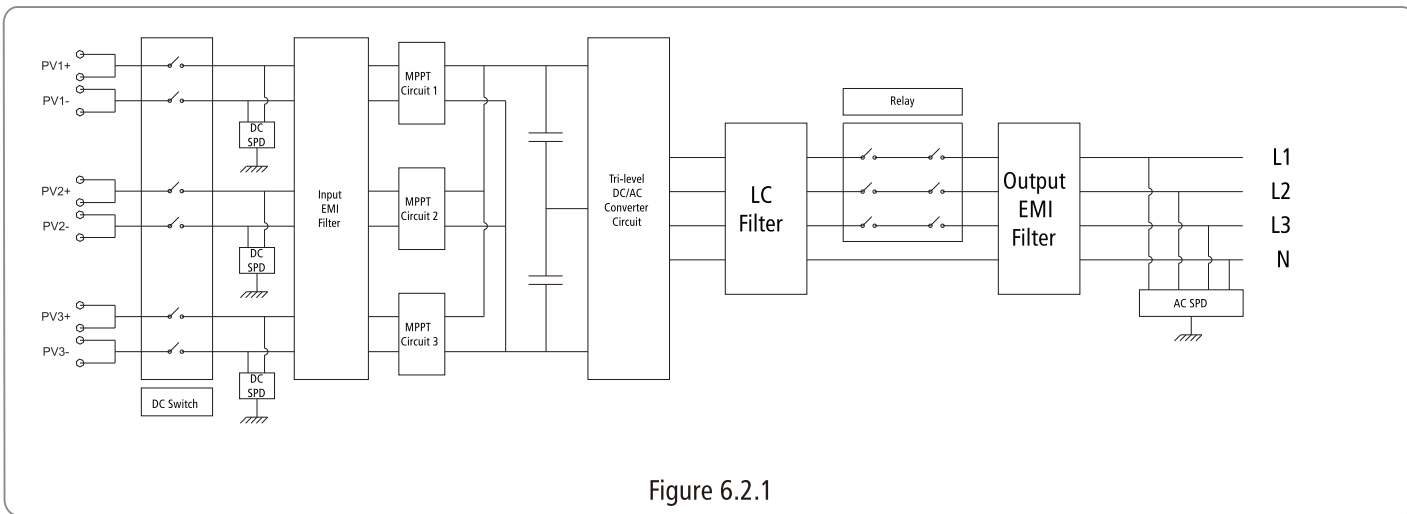 PV1+
PV1-
DC
SPD
PV2+
PV2-
DC
SPD
PV3+
PV3-
DC
SPD
DC Switch
Input
EMI
Filter
MPPT
Circuit 1
MPPT
Circuit 2
MPPT
Circuit 3
Tri-level
DC/AC
Converter
Circuit
LC
Filter
Relay
Output
EMI
Filter
L1
L2
L3
N
AC SPD
Figure 6.2.1